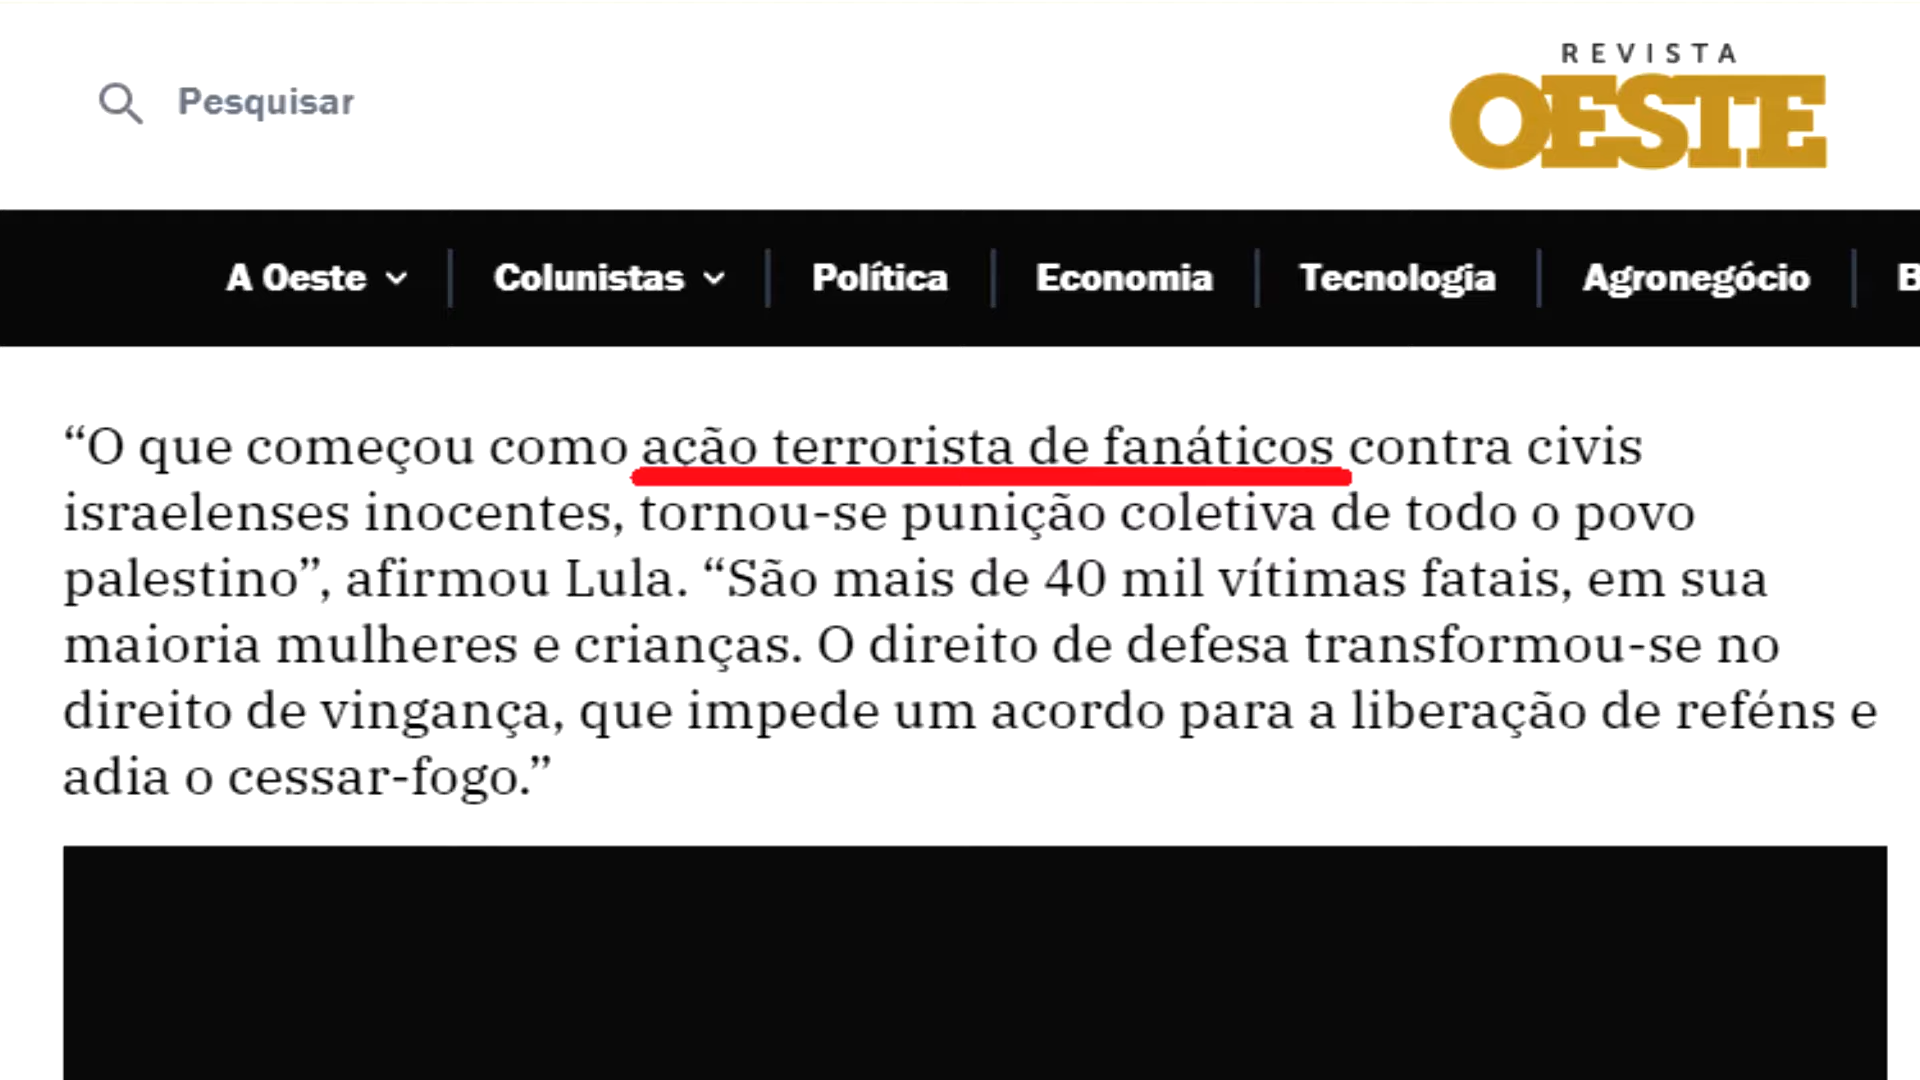 REVISTA
OESTE
Pesquisar
A Oeste
Colunistas
Política
Economia
Tecnologia
Agronegócio
B
“O que começou como ação terrorista de fanáticos contra civis
israelenses inocentes, tornou-se punição coletiva de todo o povo
palestino”, afirmou Lula. “São mais de 40 mil vítimas fatais, em sua
maioria mulheres e crianças. O direito de defesa transformou-se no
direito de vingança, que impede um acordo para a liberação de reféns e
adia o cessar-fogo.”